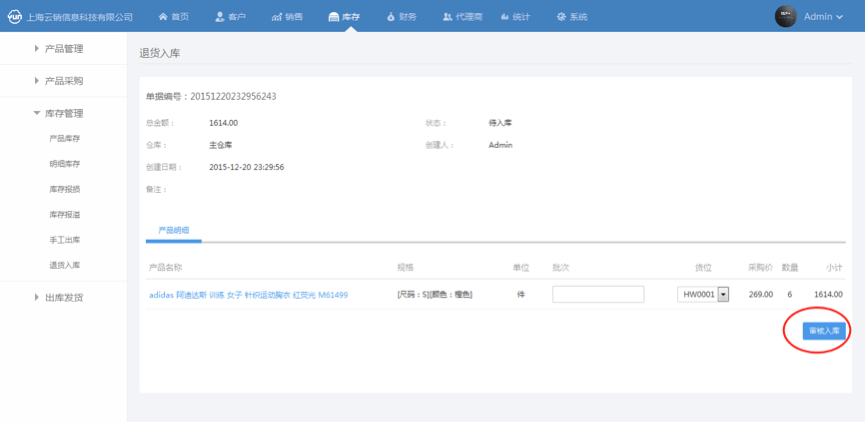 yun 上海云销信息科技有限公司 首页 客户 销售 库存 财务 代理商 统计 系统 Admin
产品管理
产品采购
库存管理
产品库存
明细库存
库存报损
库存报溢
手工出库
退货入库
出库发货
退货入库
单据编号：20151220232956243
总金额： 1614.00 状态： 待入库
仓库： 主仓库 创建人： Admin
创建日期： 2015-12-20 23:29:56
备注：
产品明细
产品名称 规格 单位 批次 货位 采购价 数量 小计
adidas 阿迪达斯 训练 女子 针织运动胸衣 红荧光 M61499 [尺码：S][颜色：橙色] 件 HW0001 269.00 6 1614.00
审核入库